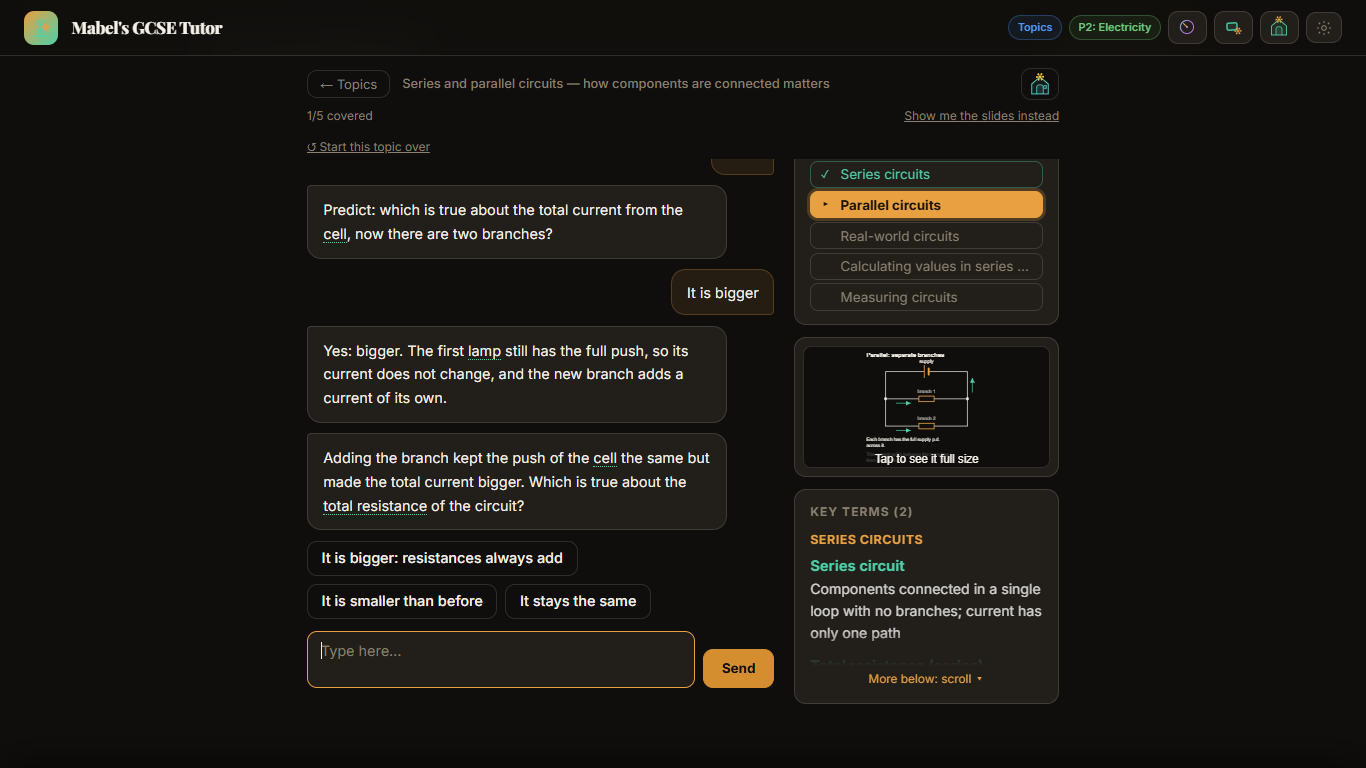 Mabel's GCSE Tutor
Topics
P2: Electricity
← Topics
Series and parallel circuits — how components are connected matters
1/5 covered
Show me the slides instead
↺ Start this topic over
Predict: which is true about the total current from the
cell, now there are two branches?
It is bigger
Yes: bigger. The first lamp still has the full push, so its
current does not change, and the new branch adds a
current of its own.
Adding the branch kept the push of the cell the same but
made the total current bigger. Which is true about the
total resistance of the circuit?
It is bigger: resistances always add
It is smaller than before
It stays the same
Type here...
Send
✓ Series circuits
▸ Parallel circuits
Real-world circuits
Calculating values in series ...
Measuring circuits
Parallel: separate branches
supply
branch 1
branch 2
Each branch has the full supply p.d.
across it.
Tap to see it full size
KEY TERMS (2)
SERIES CIRCUITS
Series circuit
Components connected in a single
loop with no branches; current has
only one path
Total resistance (series)
More below: scroll ▾